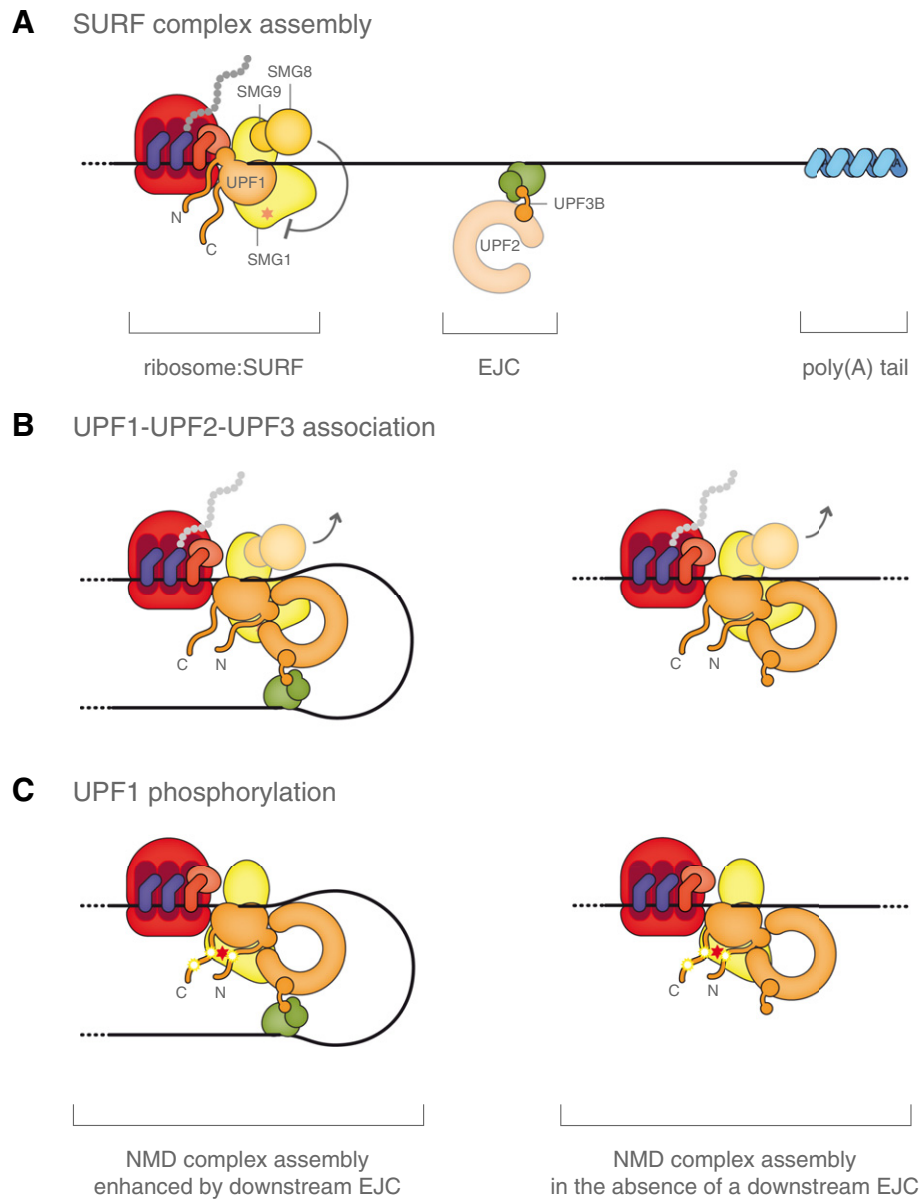 A SURF complex assembly
SMG8
SMG9
UPF1
N
C
SMG1
UPF3B
UPF2
A
ribosome:SURF
EJC
poly(A) tail
B UPF1-UPF2-UPF3 association
C N
C N
C UPF1 phosphorylation
C N
C N
NMD complex assembly
enhanced by downstream EJC
NMD complex assembly
in the absence of a downstream EJC